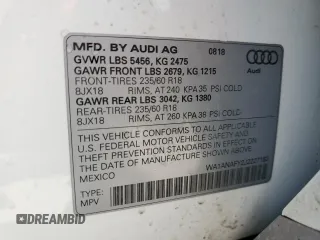 MFD. BY AUDI AG 0818
GVWR LBS 5456, KG 2475
GAWR FRONT LBS 2679, KG 1215
FRONT-TIRES 235/60 R18
8JX18 RIMS, AT 240 KPA 35 PSI COLD.
GAWR REAR LBS 3042, KG 1380
REAR-TIRES 235/60 R18
8JX18 RIMS, AT 260 KPA 38 PSI COLD.
THIS VEHICLE CONFORMS TO ALL APPLICABLE
U.S. FEDERAL MOTOR VEHICLE SAFETY AND
THEFT PREVENTION STANDARDS IN EFFECT ON
THE DATE OF MANUFACTURE SHOWN ABOVE.
MEXICO
TYPE:
MPV
DREAMBID